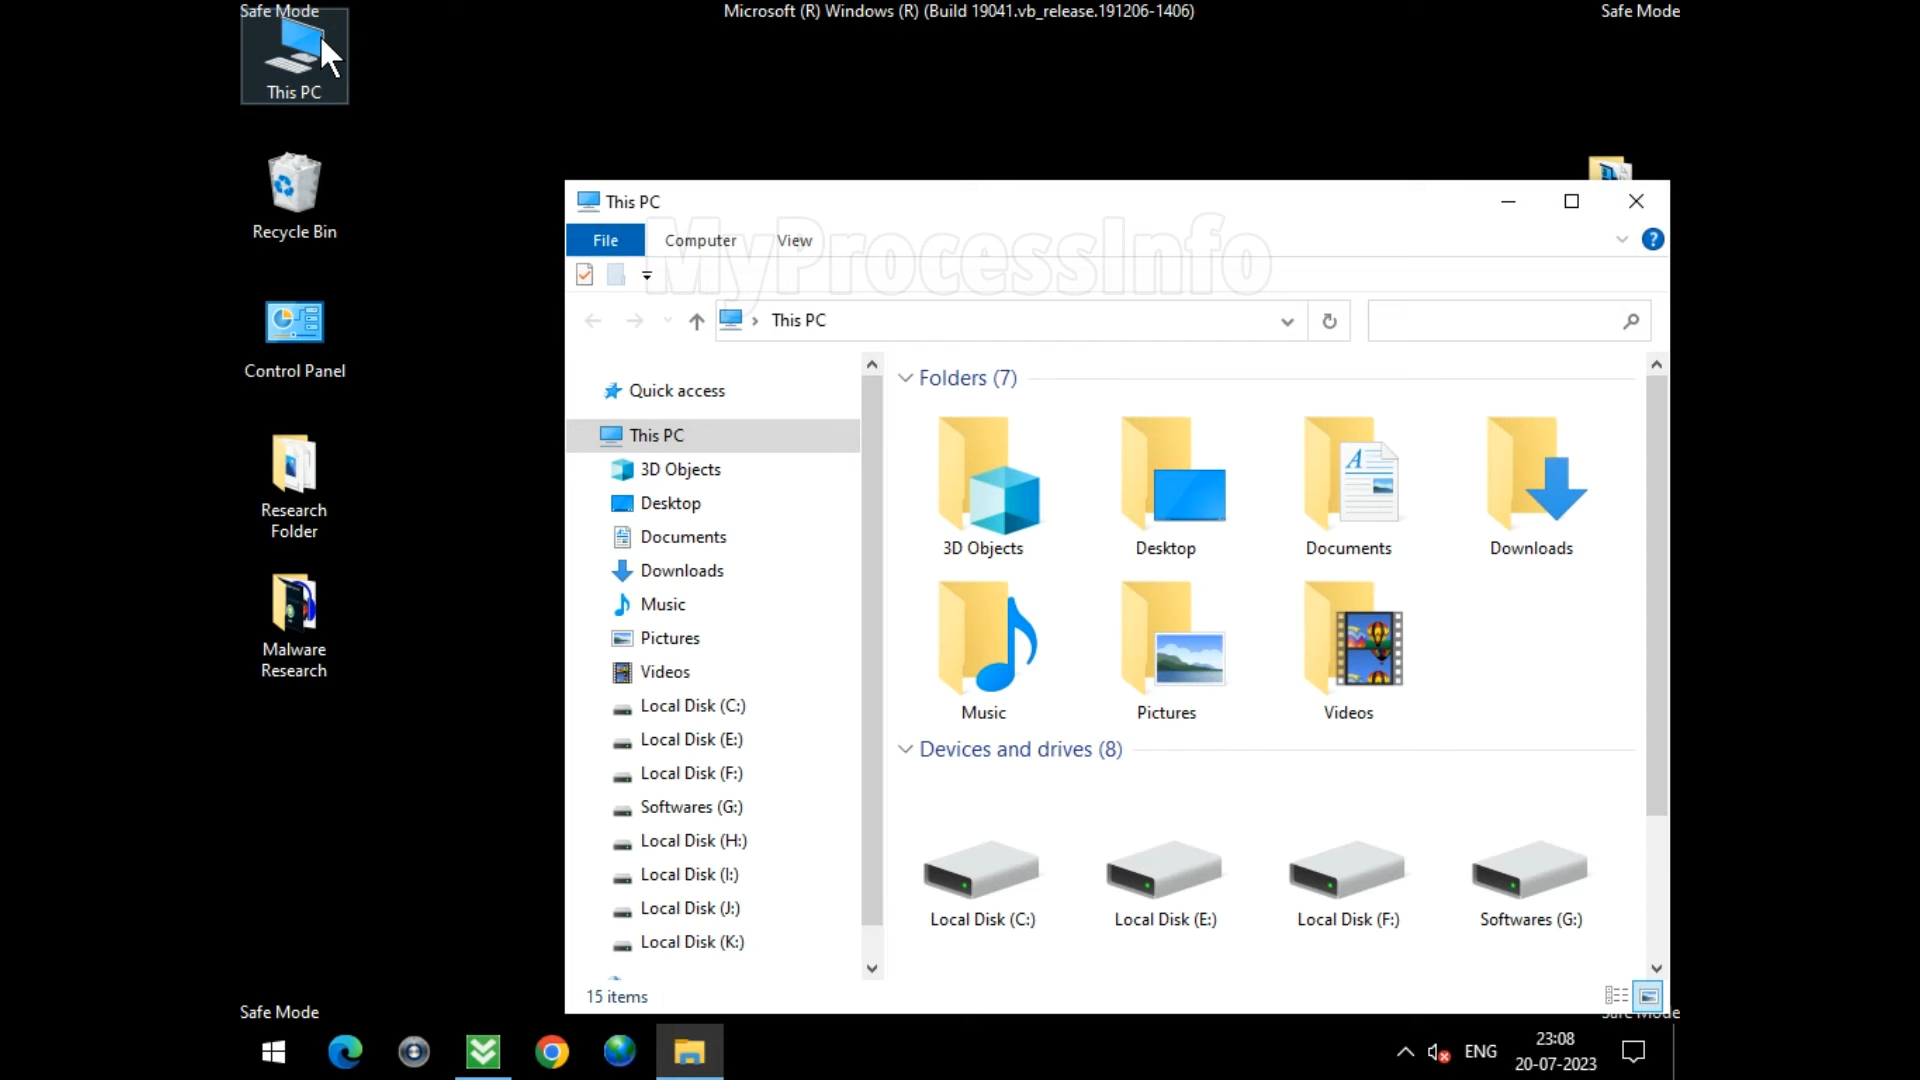 Safe Mode
Microsoft (R) Windows (R) (Build 19041.vb_release.191206-1406)
Safe Mode
This PC
Recycle Bin
Control Panel
Research
Folder
Malware
Research
This PC
MyProcessInfo
File
Computer
View
?
This PC
Quick access
This PC
3D Objects
Desktop
Documents
Downloads
Music
Pictures
Videos
Local Disk (C:)
Local Disk (E:)
Local Disk (F:)
Softwares (G:)
Local Disk (H:)
Local Disk (I:)
Local Disk (J:)
Local Disk (K:)
Folders (7)
3D Objects
Desktop
A
Documents
Downloads
Music
Pictures
Videos
Devices and drives (8)
Local Disk (C:)
Local Disk (E:)
Local Disk (F:)
Softwares (G:)
15 items
Safe Mode
Safe Mode
ENG
23:08
20-07-2023